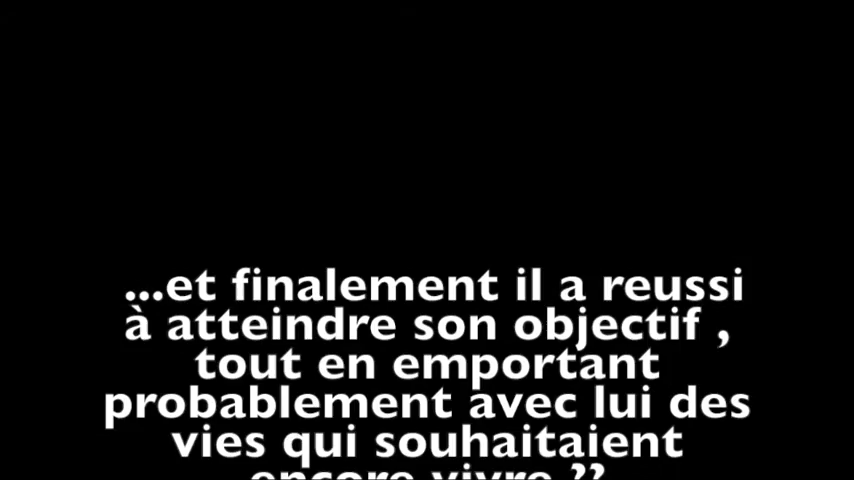 ...et finalement il a reussi
à atteindre son objectif ,
tout en emportant
probablement avec lui des
vies qui souhaitaient
encore vivre ”